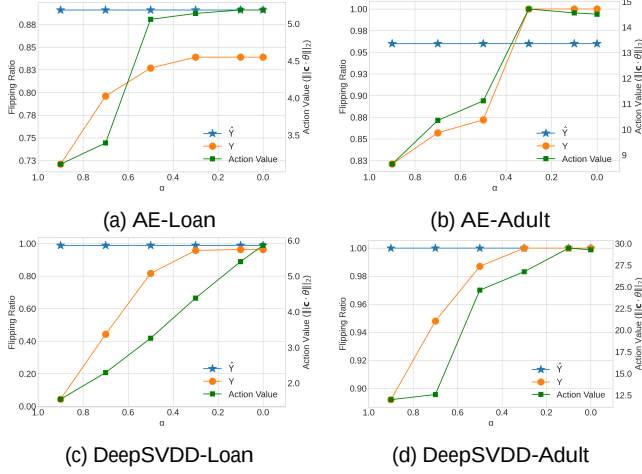 Flipping Ratio
0.88
0.85
0.83
0.80
0.78
0.75
0.73
1.0
0.8
0.6
0.4
0.2
0.0
α
5.0
4.5
4.0
3.5
Action Value (‖c · θ‖₂)
Ŷ
Y
Action Value
(a) AE-Loan
Flipping Ratio
1.00
0.98
0.95
0.93
0.90
0.88
0.85
0.83
1.0
0.8
0.6
0.4
0.2
0.0
α
15
14
13
12
11
10
9
Action Value (‖c · θ‖₂)
Ŷ
Y
Action Value
(b) AE-Adult
Flipping Ratio
1.00
0.80
0.60
0.40
0.20
0.00
1.0
0.8
0.6
0.4
0.2
0.0
α
6.0
5.0
4.0
3.0
2.0
Action Value (‖c · θ‖₂)
Ŷ
Y
Action Value
(c) DeepSVDD-Loan
Flipping Ratio
1.00
0.98
0.96
0.94
0.92
0.90
1.0
0.8
0.6
0.4
0.2
0.0
α
30.0
27.5
25.0
22.5
20.0
17.5
15.0
12.5
Action Value (‖c · θ‖₂)
Ŷ
Y
Action Value
(d) DeepSVDD-Adult